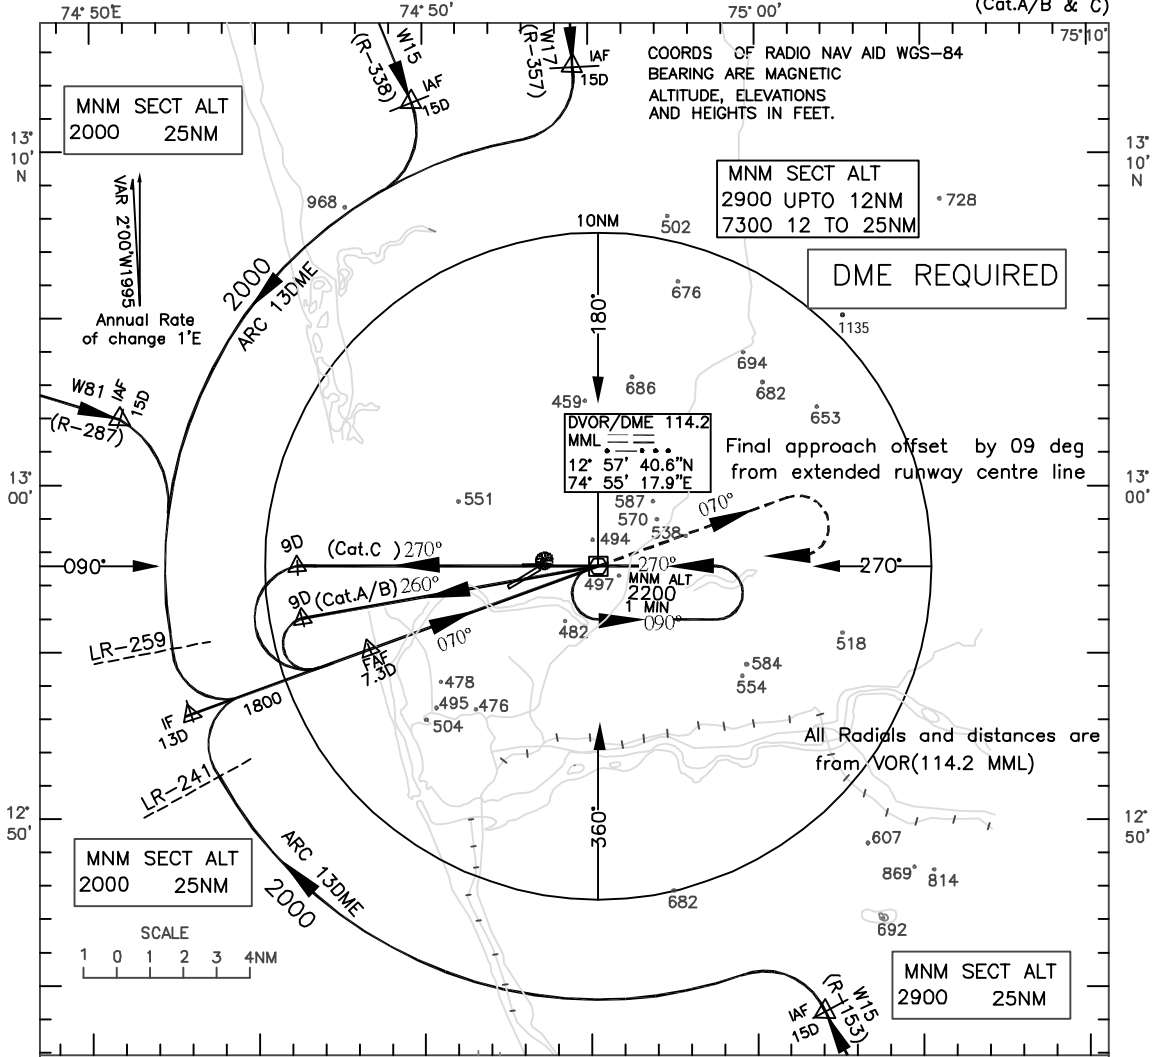 (Cat.A/B & C)
74°50'E
74°50'
75°00'
75°10'
W15
(R-338)
IAF
15D
W17
(R-357)
IAF
15D
COORDS OF RADIO NAV AID WGS-84
BEARING ARE MAGNETIC
ALTITUDE, ELEVATIONS
AND HEIGHTS IN FEET.
MNM SECT ALT
2000 25NM
13°
10'
N
13°
10'
N
MNM SECT ALT
2900 UPTO 12NM
7300 12 TO 25NM
VAR 2°00'W1995
Annual Rate
of change 1'E
968
10NM
502
728
DME REQUIRED
2000
ARC 13DME
180°
676
1135
694
682
686
653
459
W81
(R-287)
IAF
15D
DVOR/DME 114.2
MML
12° 57' 40.6"N
74° 55' 17.9"E
Final approach offset by 09 deg
from extended runway centre line
13°
00'
13°
00'
551
587
570
538
494
070°
9D
(Cat.C ) 270°
090°
270°
270°
497
MNM ALT
2200
1 MIN
090°
9D
(Cat.A/B) 260°
482
070°
FAF
7.3D
LR-259
518
584
554
478
495
476
504
1800
IF
13D
All Radials and distances are
from VOR(114.2 MML)
LR-241
360°
12°
50'
12°
50'
607
869
814
682
692
ARC 13DME
2000
MNM SECT ALT
2000 25NM
SCALE
1 0 1 2 3 4NM
MNM SECT ALT
2900 25NM
IAF
15D
W15
(R-153)